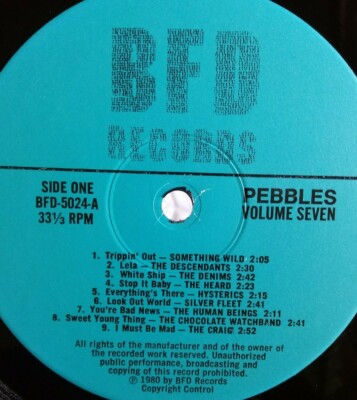 BFD
RECORDS
SIDE ONE
BFD-5024-A
33⅓ RPM
PEBBLES
VOLUME SEVEN
1. Trippin' Out — SOMETHING WILD 2:05
2. Lela — THE DESCENDANTS 2:30
3. White Ship — THE DENIMS 2:42
4. Stop It Baby — THE HEARD 2:23
5. Everything's There — HYSTERICS 2:15
6. Look Out World — SILVER FLEET 2:41
7. You're Bad News — THE HUMAN BEINGS 2:11
8. Sweet Young Thing — THE CHOCOLATE WATCHBAND 2:41
9. I Must Be Mad — THE CRAIG 2:52
All rights of the manufacturer and of the owner of
the recorded work reserved. Unauthorized
public performance, broadcasting and
copying of this record prohibited.
℗ 1980 by BFD Records
Copyright Control